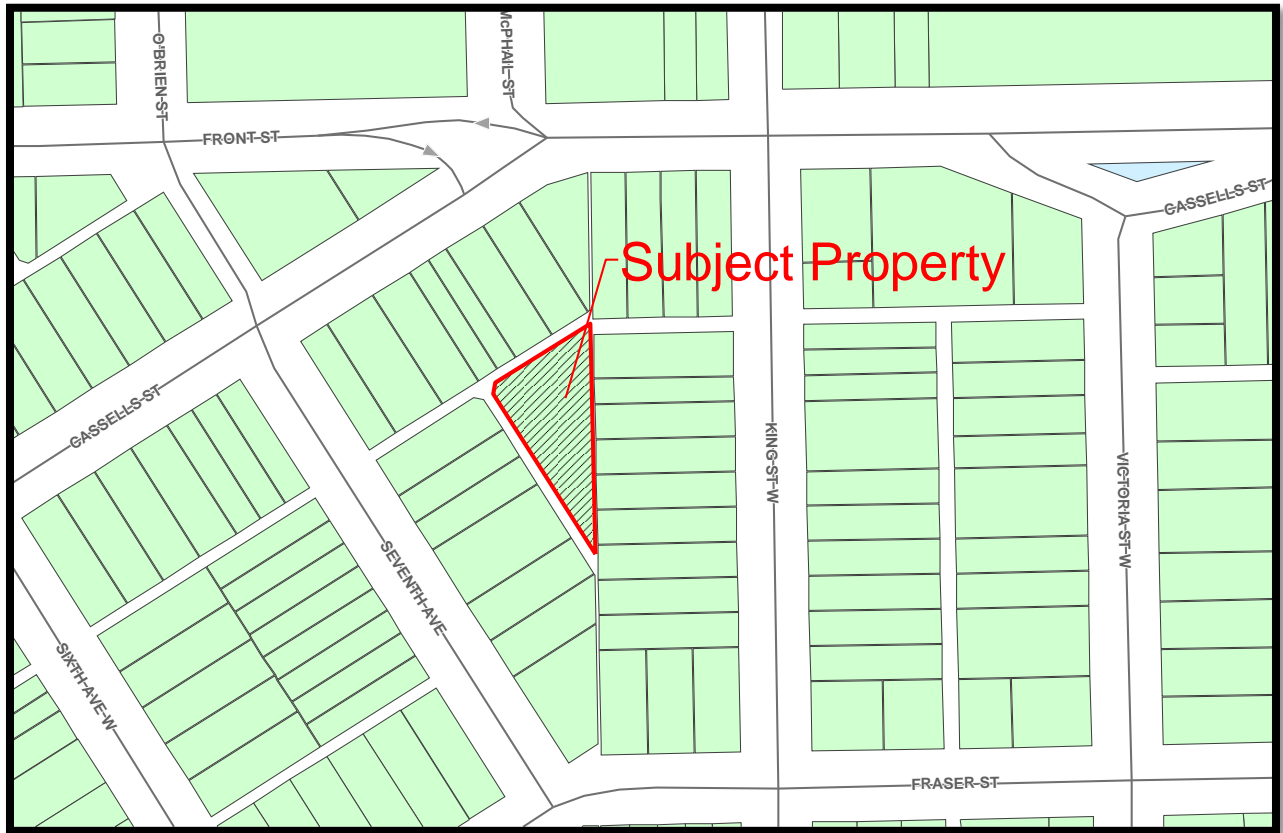 O'BRIEN ST
McPHAIL ST
FRONT ST
CASSELLS ST
Subject Property
CASSELLS ST
KING ST W
VICTORIA ST W
SEVENTH AVE
SIXTH AVE W
FRASER ST